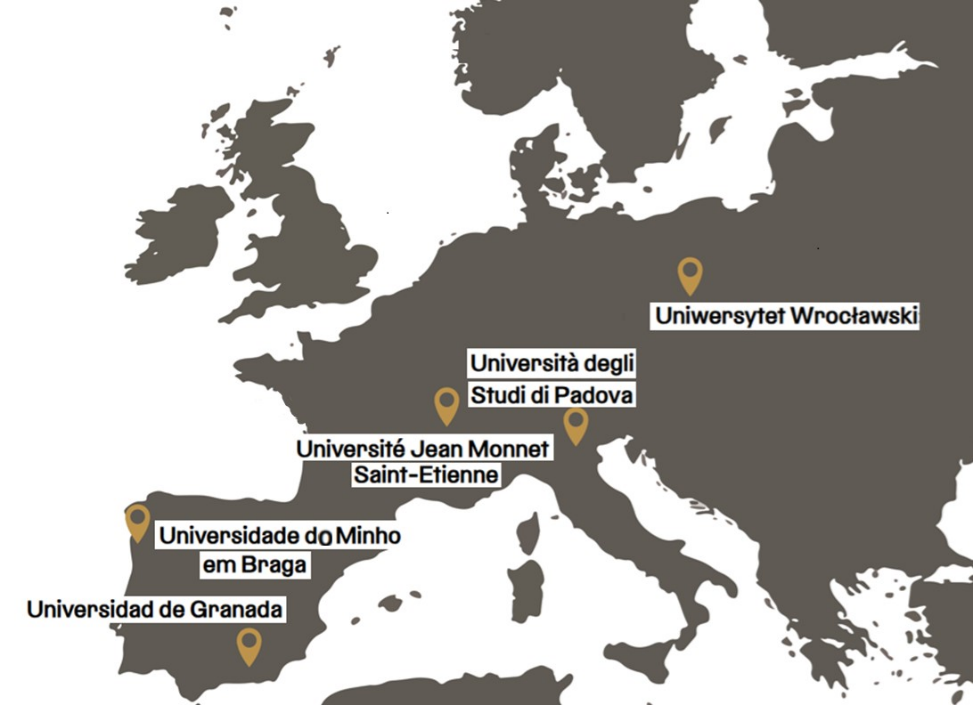 Uniwersytet Wrocławski
Università degli
Studi di Padova
Université Jean Monnet
Saint-Etienne
Universidade do Minho
em Braga
Universidad de Granada